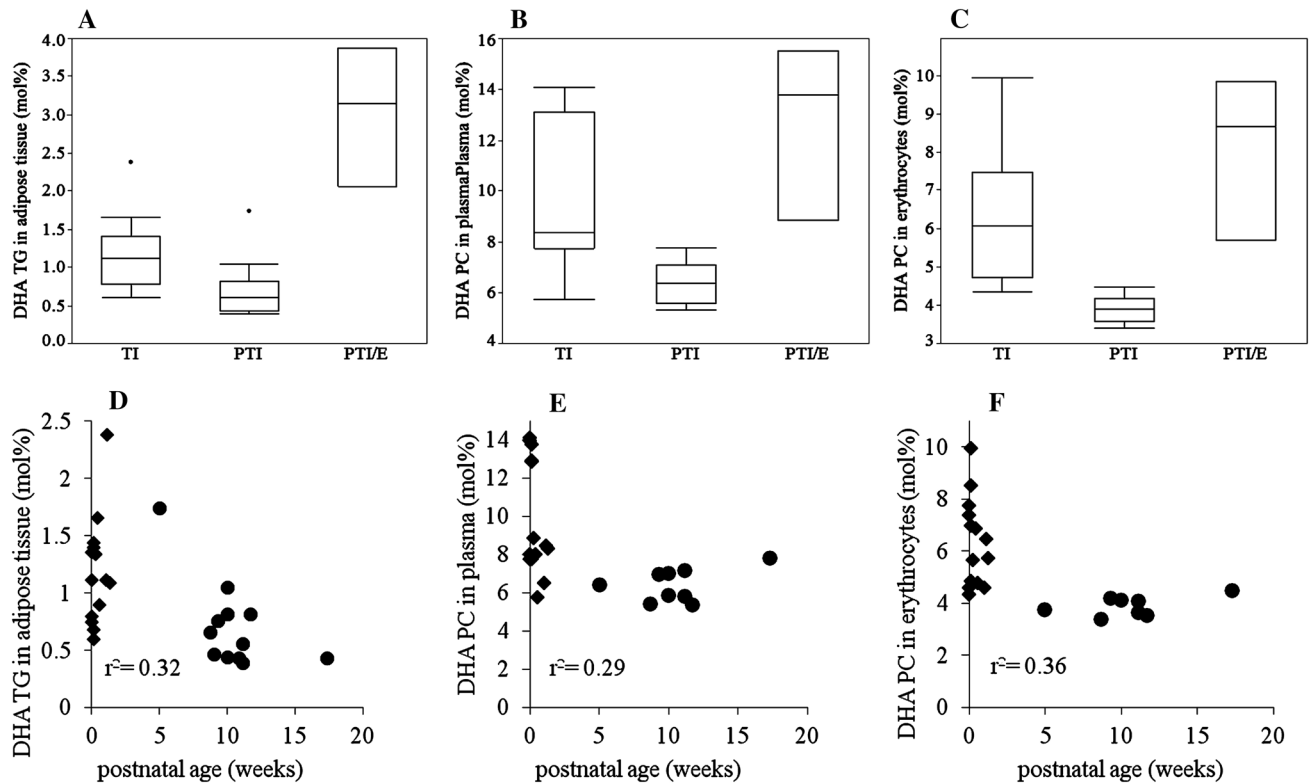 A
DHA TG in adipose tissue (mol%)
4.0
3.5
3.0
2.5
2.0
1.5
1.0
0.5
0.0
TI PTI PTI/E
B
DHA PC in plasmaPlasma (mol%)
16
14
12
10
8
6
4
TI PTI PTI/E
C
DHA PC in erythrocytes (mol%)
10
9
8
7
6
5
4
3
TI PTI PTI/E
D
DHA TG in adipose tissue (mol%)
2.5
2
1.5
1
0.5
0
r²= 0.32
0 5 10 15 20
postnatal age (weeks)
E
DHA PC in plasma (mol%)
14
12
10
8
6
4
2
0
r²= 0.29
0 5 10 15 20
postnatal age (weeks)
F
DHA PC in erythrocytes (mol%)
10
8
6
4
2
0
r²= 0.36
0 5 10 15 20
postnatal age (weeks)